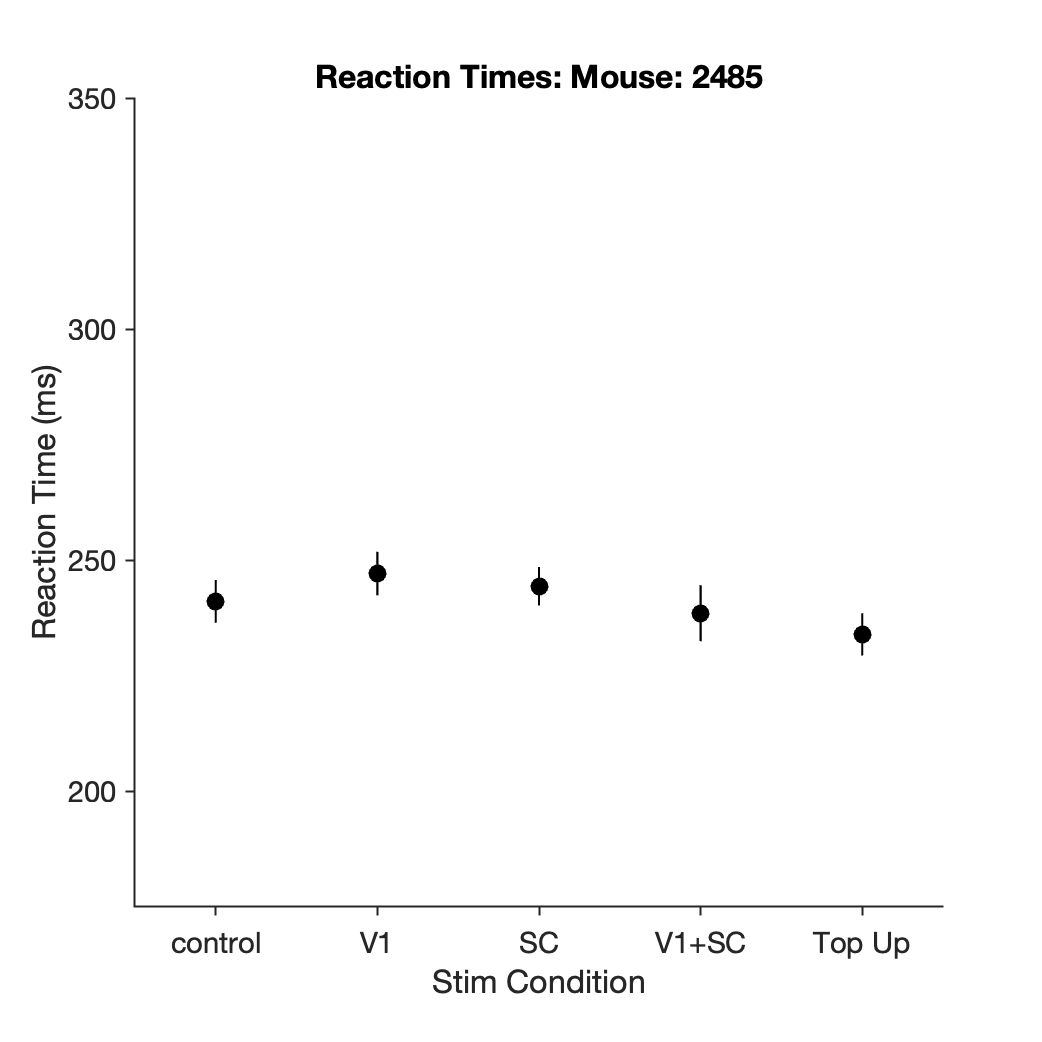 Reaction Times: Mouse: 2485
350
300
250
200
Reaction Time (ms)
control V1 SC V1+SC Top Up
Stim Condition